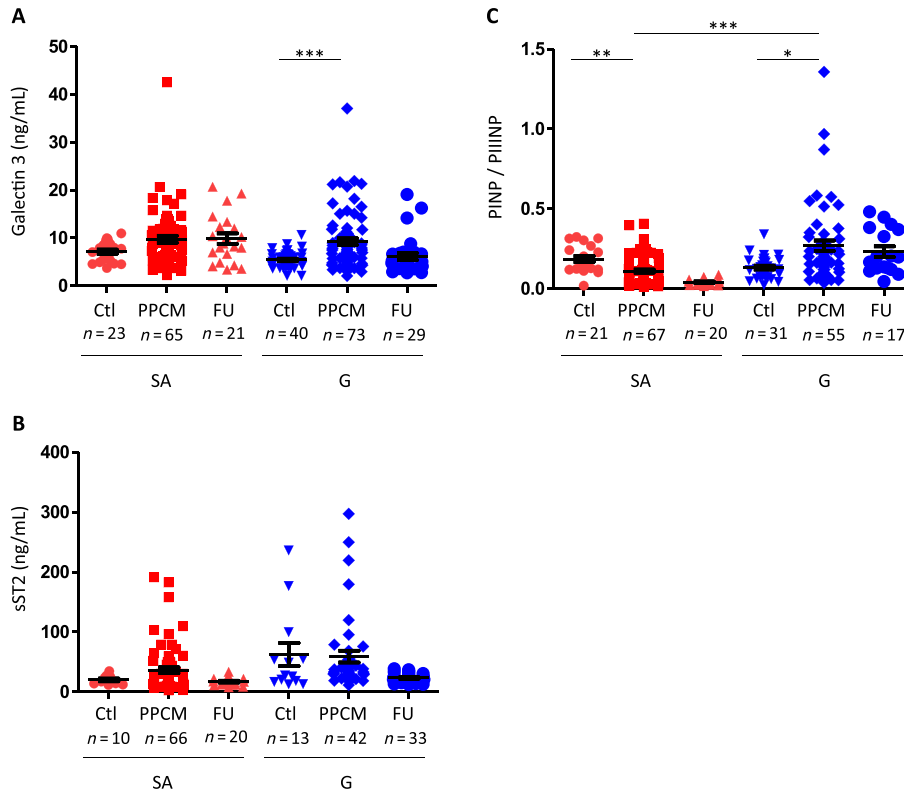 A
Galectin 3 (ng/mL)
50
40
30
20
10
0
***
Ctl PPCM FU Ctl PPCM FU
n=23 n=65 n=21 n=40 n=73 n=29
SA G
C
PINP / PIIINP
1.5
1.0
0.5
0.0
***
** *
Ctl PPCM FU Ctl PPCM FU
n=21 n=67 n=20 n=31 n=55 n=17
SA G
B
sST2 (ng/mL)
400
300
200
100
0
Ctl PPCM FU Ctl PPCM FU
n=10 n=66 n=20 n=13 n=42 n=33
SA G